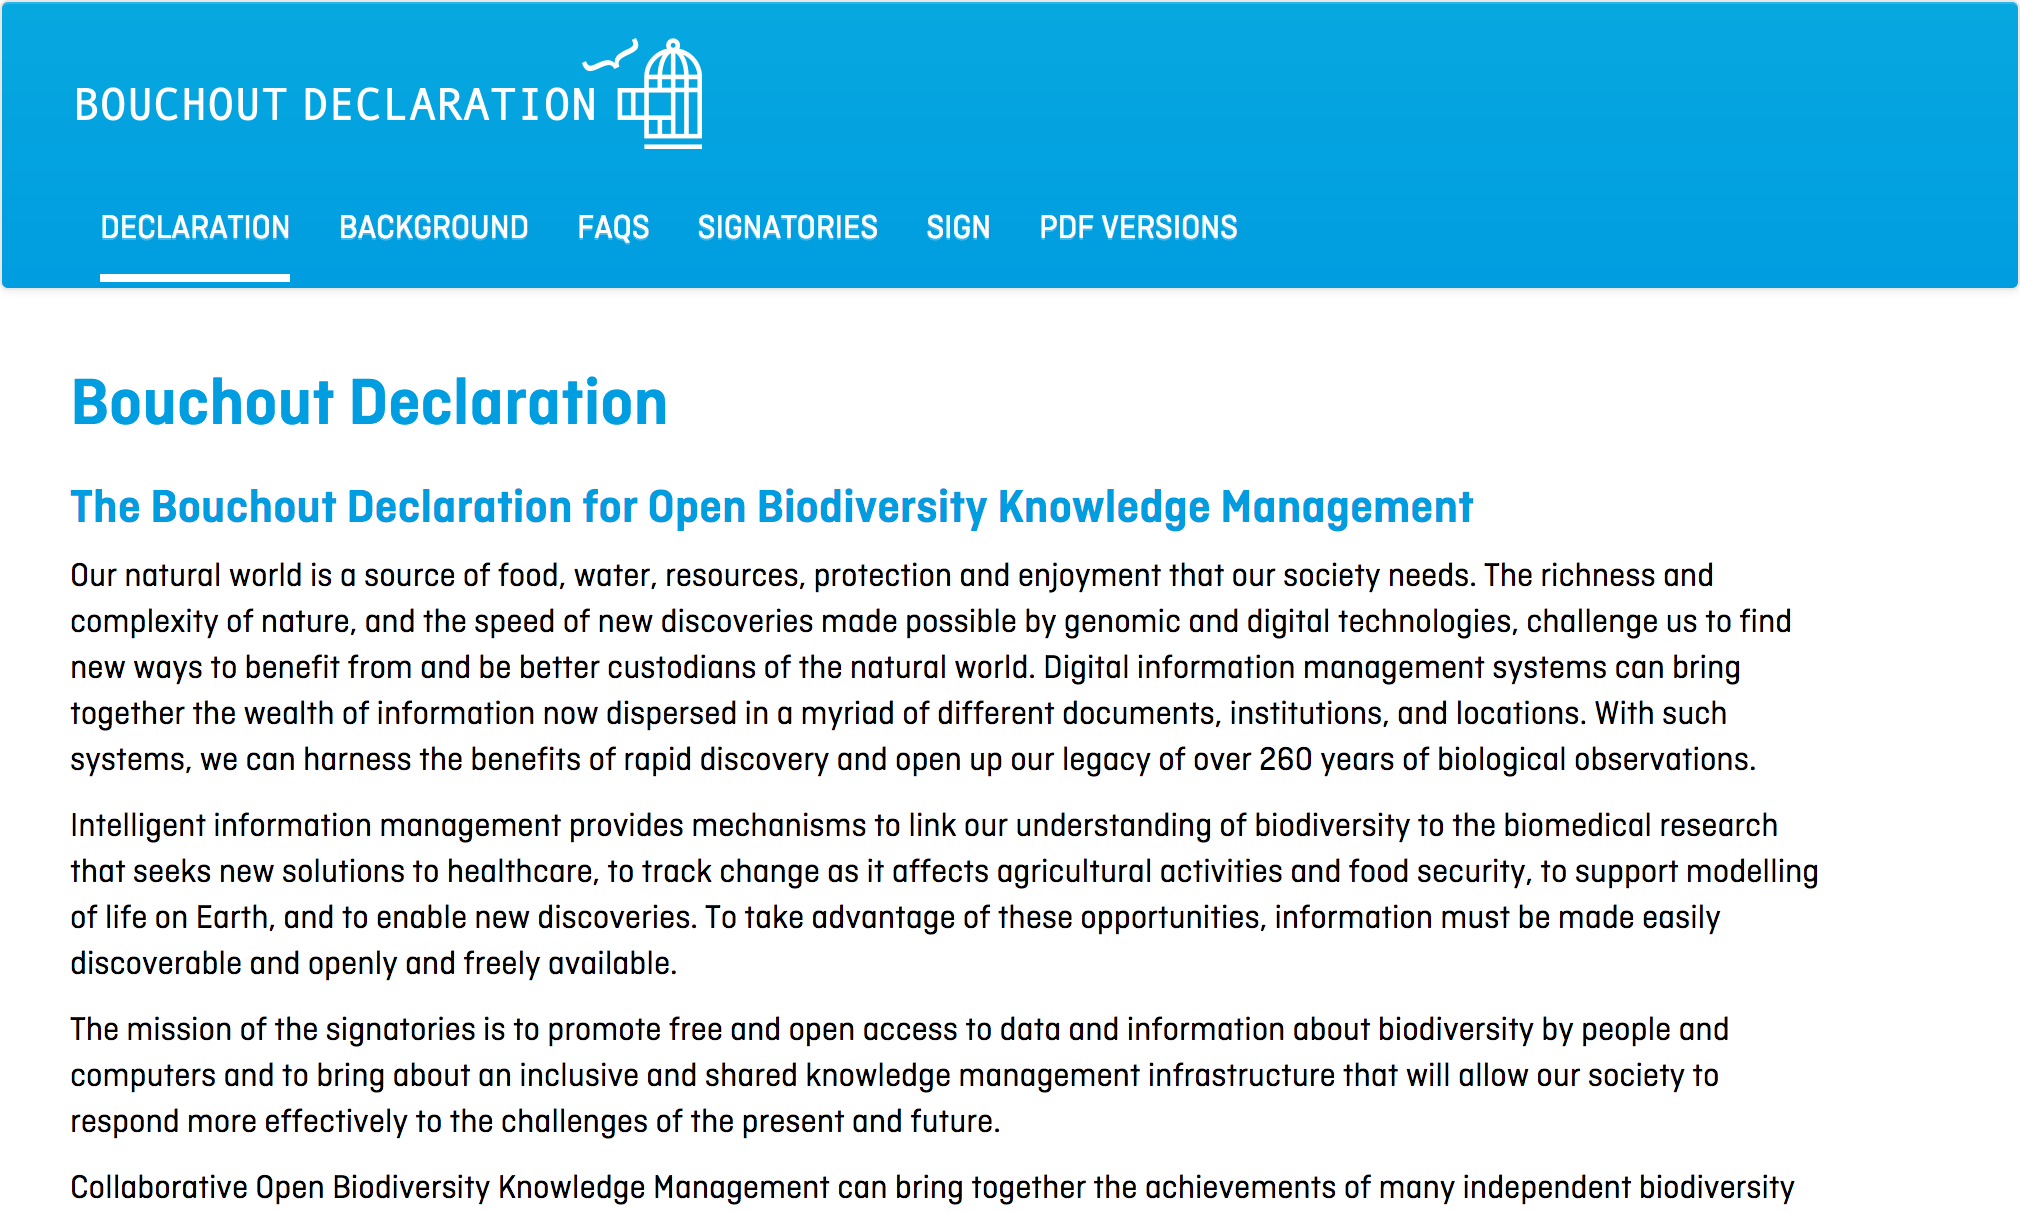 BOUCHOUT DECLARATION
DECLARATION BACKGROUND FAQS SIGNATORIES SIGN PDF VERSIONS
Bouchout Declaration
The Bouchout Declaration for Open Biodiversity Knowledge Management
Our natural world is a source of food, water, resources, protection and enjoyment that our society needs. The richness and
complexity of nature, and the speed of new discoveries made possible by genomic and digital technologies, challenge us to find
new ways to benefit from and be better custodians of the natural world. Digital information management systems can bring
together the wealth of information now dispersed in a myriad of different documents, institutions, and locations. With such
systems, we can harness the benefits of rapid discovery and open up our legacy of over 260 years of biological observations.
Intelligent information management provides mechanisms to link our understanding of biodiversity to the biomedical research
that seeks new solutions to healthcare, to track change as it affects agricultural activities and food security, to support modelling
of life on Earth, and to enable new discoveries. To take advantage of these opportunities, information must be made easily
discoverable and openly and freely available.
The mission of the signatories is to promote free and open access to data and information about biodiversity by people and
computers and to bring about an inclusive and shared knowledge management infrastructure that will allow our society to
respond more effectively to the challenges of the present and future.
Collaborative Open Biodiversity Knowledge Management can bring together the achievements of many independent biodiversity